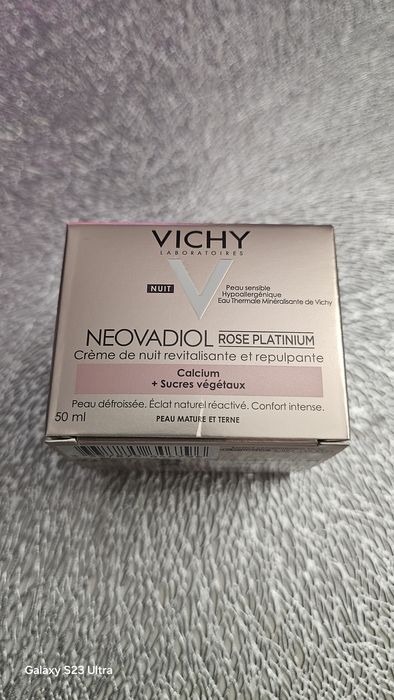 VICHY
LABORATOIRES
NUIT
Peau sensible
Hypoallergénique
Eau Thermale Minéralisante de Vichy
NEOVADIOL ROSE PLATINIUM
Crème de nuit revitalisante et repulpante
Calcium
+ Sucres végétaux
Peau défroissée. Éclat naturel réactivé. Confort intense.
50 ml
PEAU MATURE ET TERNE
Galaxy S23 Ultra